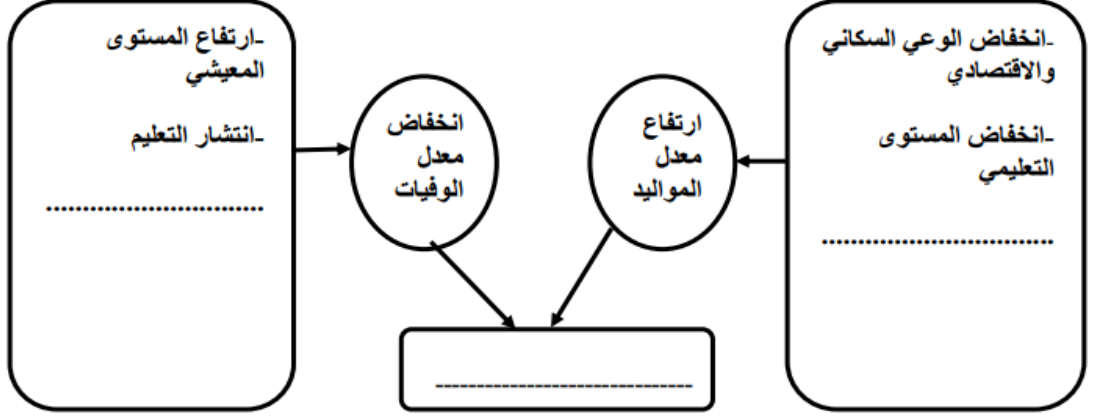 -انخفاض الوعي السكاني
والاقتصادي
-انخفاض المستوى
التعليمي
................................
ارتفاع
معدل
المواليد
انخفاض
معدل
الوفيات
-ارتفاع المستوى
المعيشي
-انتشار التعليم
..............................
-------------------------------